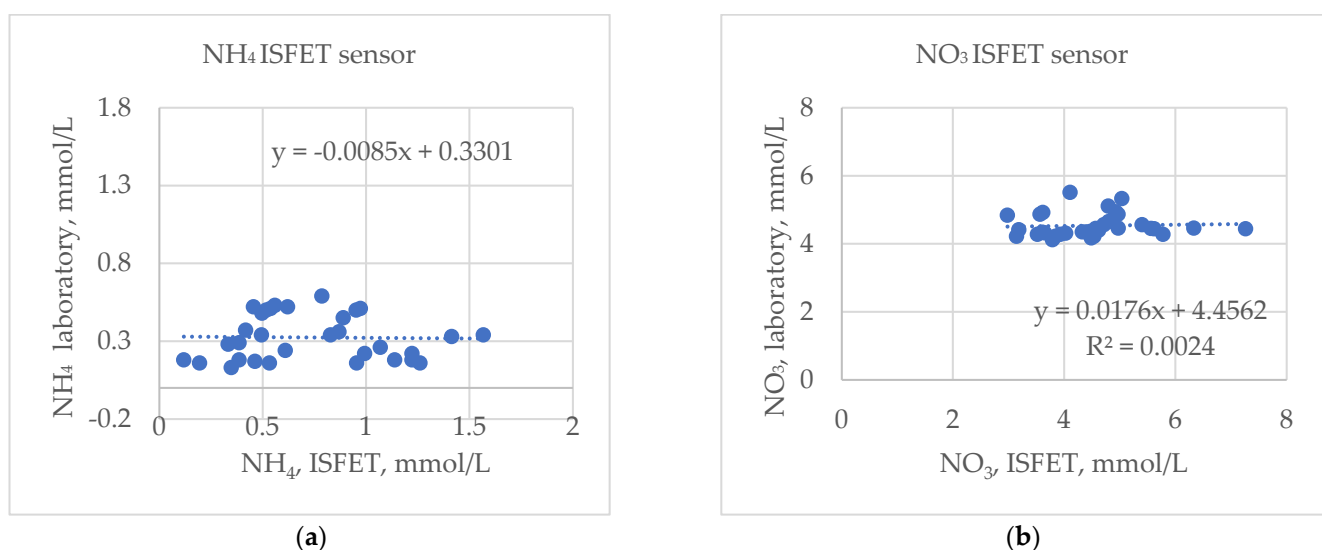 NH₄ ISFET sensor
1.8
1.3
0.8
0.3
-0.2
NH₄ laboratory, mmol/L
y = -0.0085x + 0.3301
0 0.5 1 1.5 2
NH₄, ISFET, mmol/L
(a)
NO₃ ISFET sensor
8
6
4
2
0
NO₃, laboratory, mmol/L
y = 0.0176x + 4.4562
R² = 0.0024
0 2 4 6 8
NO₃, ISFET, mmol/L
(b)